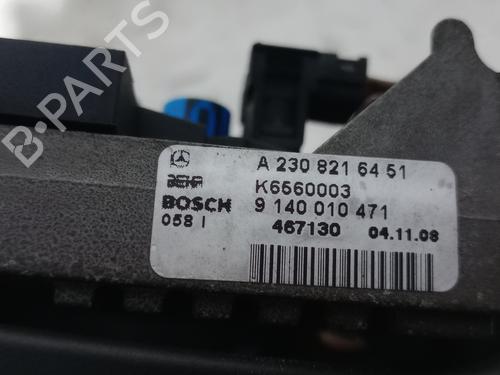 B-PARTS
A 230 821 64 51
BEHR K6560003
BOSCH 9 140 010 471
058 I 467130 04.11.08